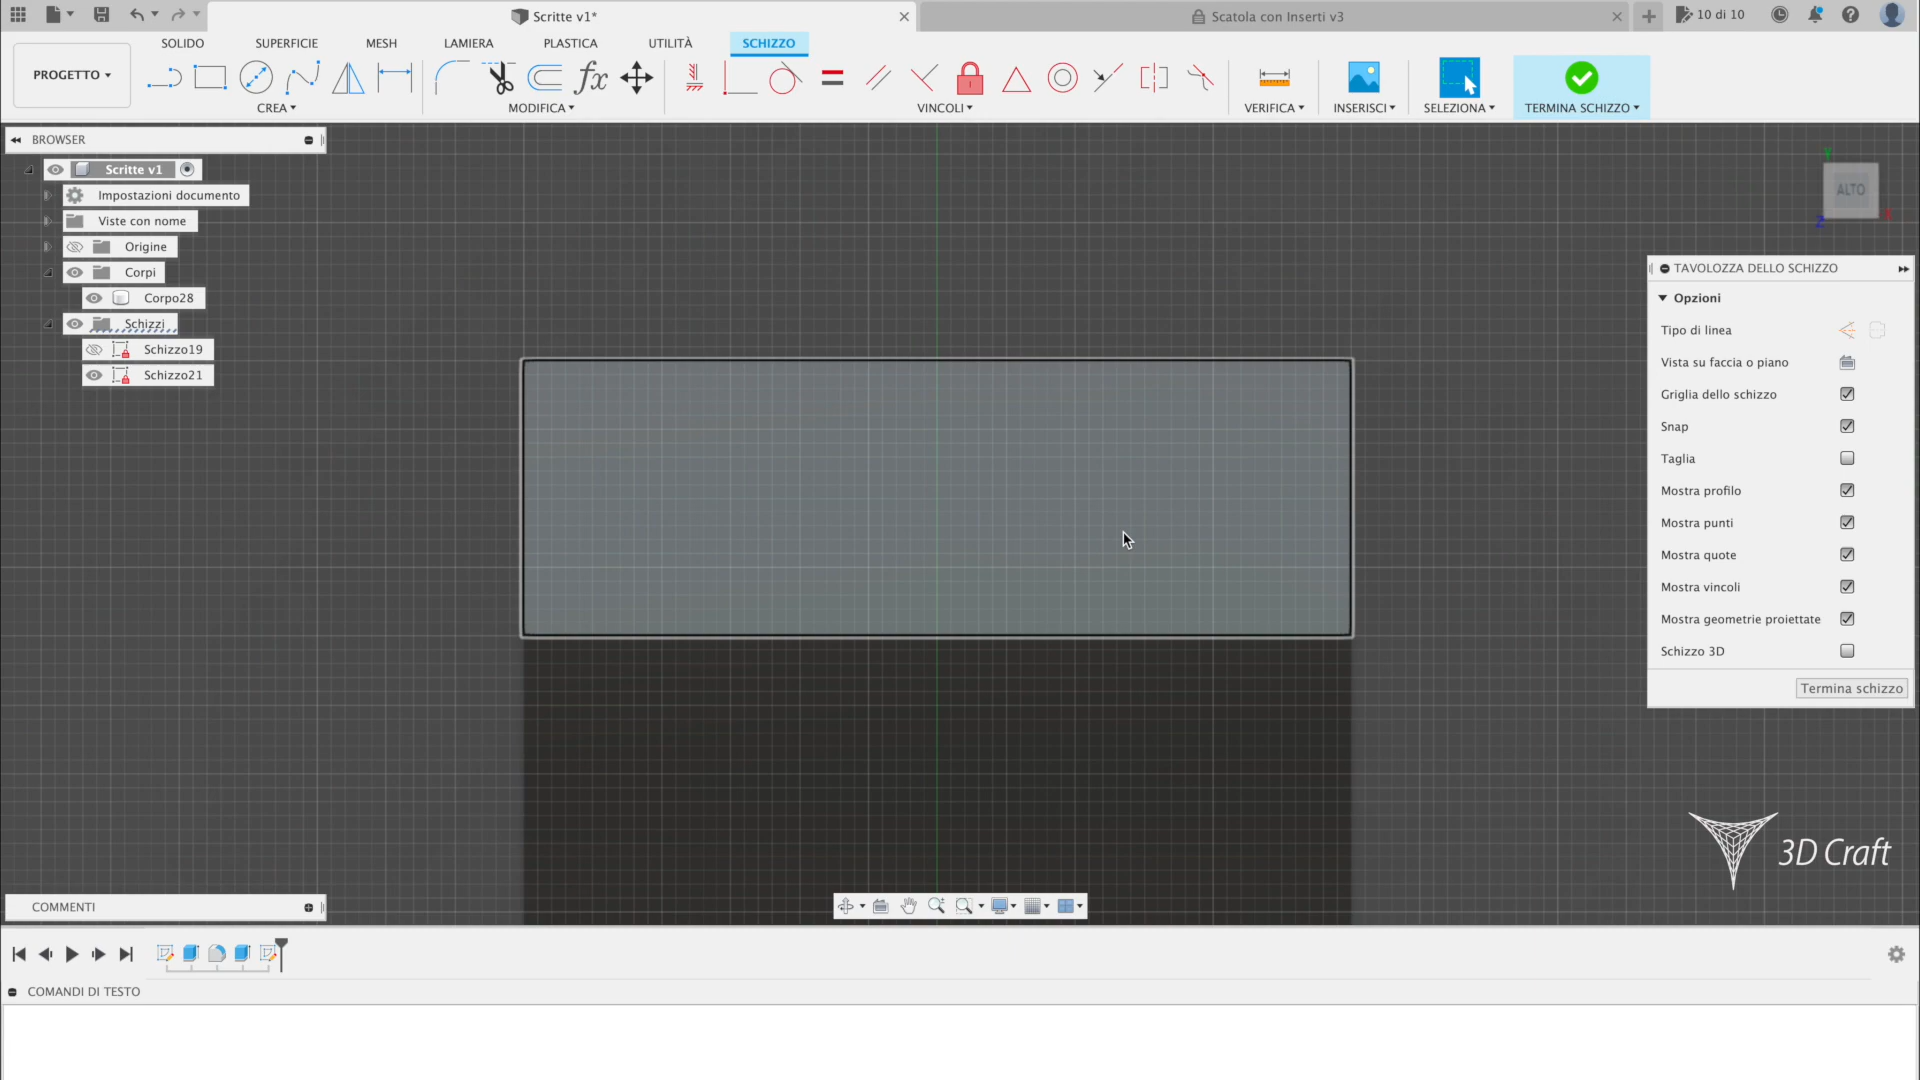 Scritte v1*
Scatola con Inserti v3
10 di 10
SOLIDO
SUPERFICIE
MESH
LAMIERA
PLASTICA
UTILITÀ
SCHIZZO
PROGETTO
CREA
MODIFICA
VINCOLI
VERIFICA
INSERISCI
SELEZIONA
TERMINA SCHIZZO
BROWSER
Scritte v1
Impostazioni documento
Viste con nome
Origine
Corpi
Corpo28
Schizzi
Schizzo19
Schizzo21
Y
ALTO
Z
X
TAVOLOZZA DELLO SCHIZZO
Opzioni
Tipo di linea
Vista su faccia o piano
Griglia dello schizzo
Snap
Taglia
Mostra profilo
Mostra punti
Mostra quote
Mostra vincoli
Mostra geometrie proiettate
Schizzo 3D
Termina schizzo
3D Craft
COMMENTI
COMANDI DI TESTO